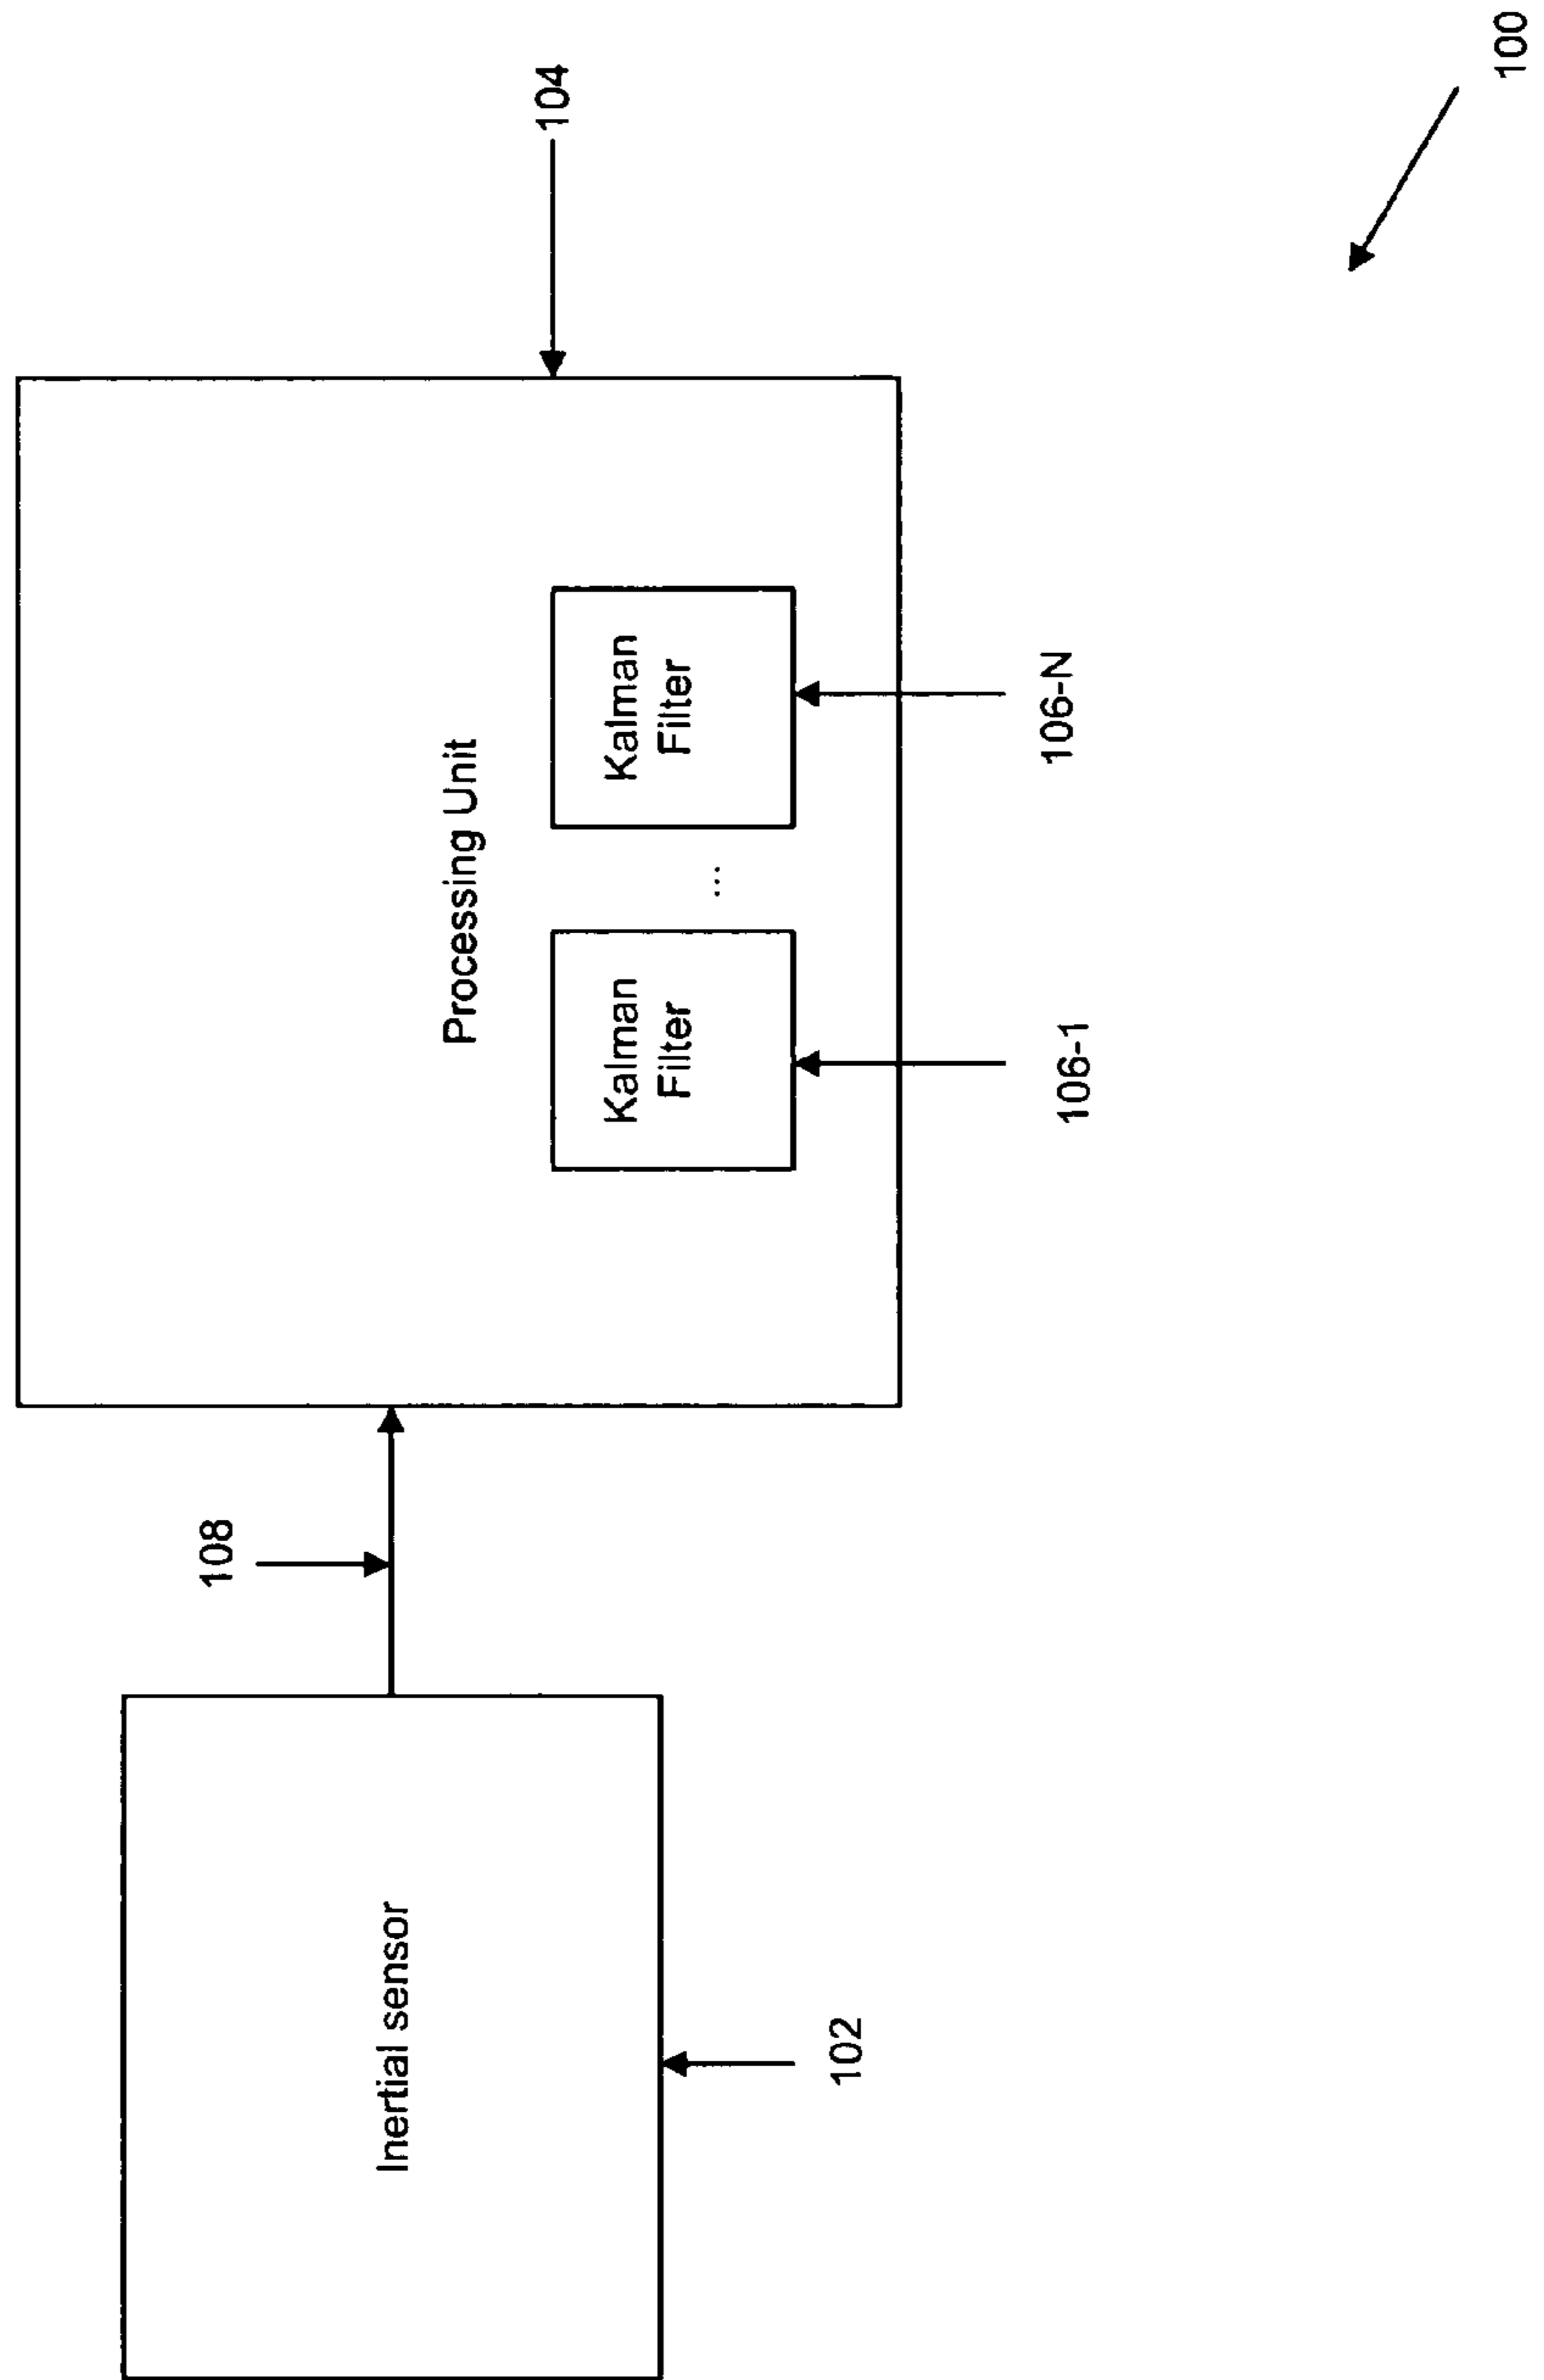 108
104
Inertial sensor
Processing Unit
Kalman
Filter
...
Kalman
Filter
102
106-1
106-N
100